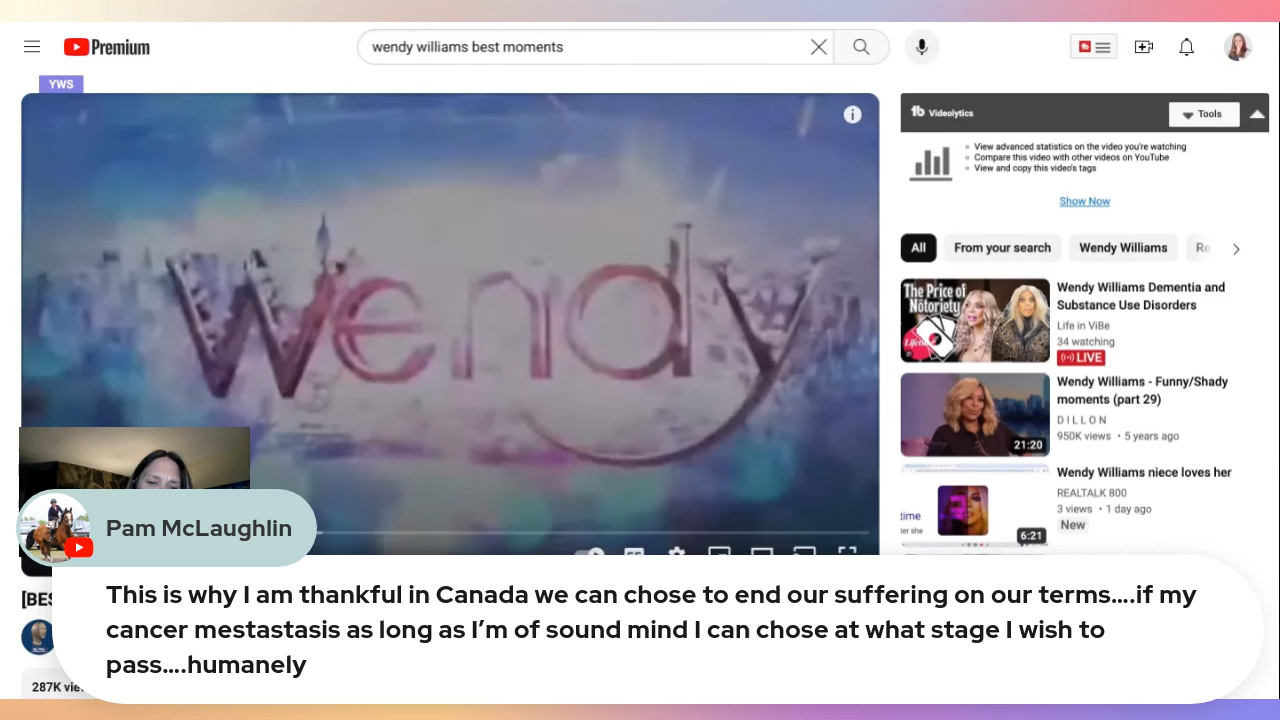 Premium
wendy williams best moments
YWS
wendy
Videolytics
Tools
View advanced statistics on the video you're watching
Compare this video with other videos on YouTube
View and copy this video's tags
Show Now
All
From your search
Wendy Williams
Re
The Price of
Notoriety
Lifetime
Wendy Williams Dementia and
Substance Use Disorders
Life in ViBe
34 watching
LIVE
Wendy Williams - Funny/Shady
moments (part 29)
D I L L O N
950K views • 5 years ago
21:20
Wendy Williams niece loves her
REALTALK 800
3 views • 1 day ago
New
time
er she
6:21
Pam McLaughlin
This is why I am thankful in Canada we can chose to end our suffering on our terms....if my
cancer mestastasis as long as I'm of sound mind I can chose at what stage I wish to
pass....humanely
[BES
287K vie